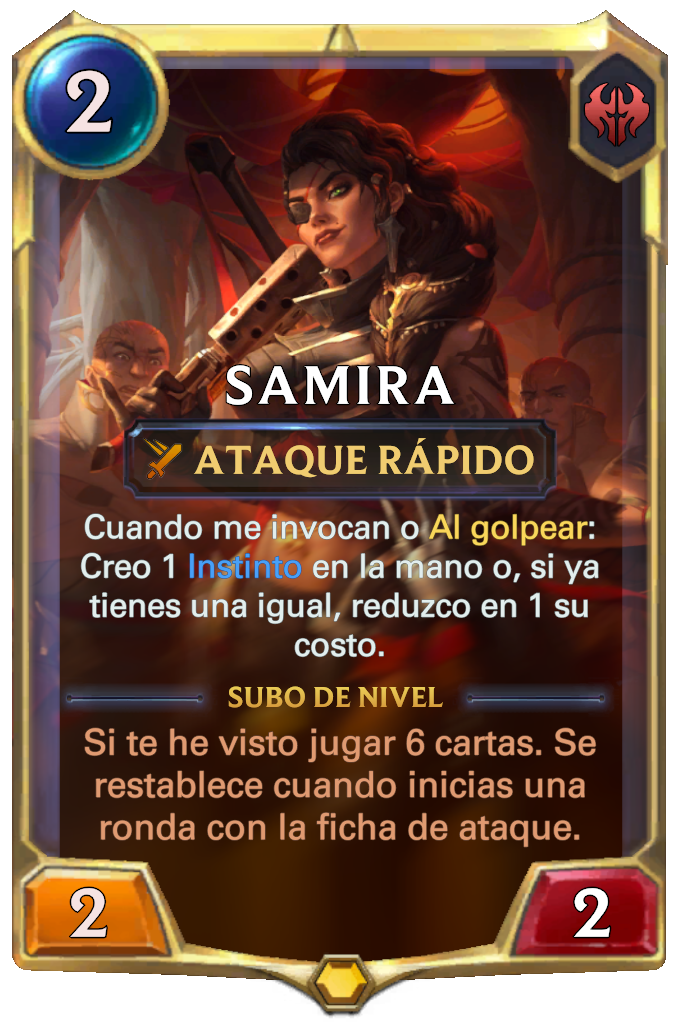 2
SAMIRA
ATAQUE RÁPIDO
Cuando me invocan o Al golpear:
Creo 1 Instinto en la mano o, si ya
tienes una igual, reduzco en 1 su
costo.
SUBO DE NIVEL
Si te he visto jugar 6 cartas. Se
restablece cuando inicias una
ronda con la ficha de ataque.
2 2